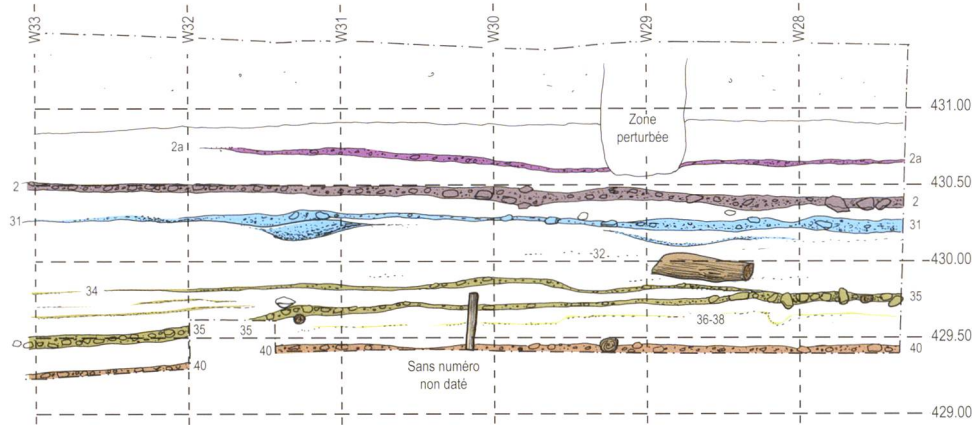 W33
W32
W31
W30
W29
W28
431.00
Zone
perturbée
2a
2a
430.50
2
2
31
31
-32-
430.00
34
35
36-38
35
35
429.50
40
40
40
Sans numéro
non daté
429.00